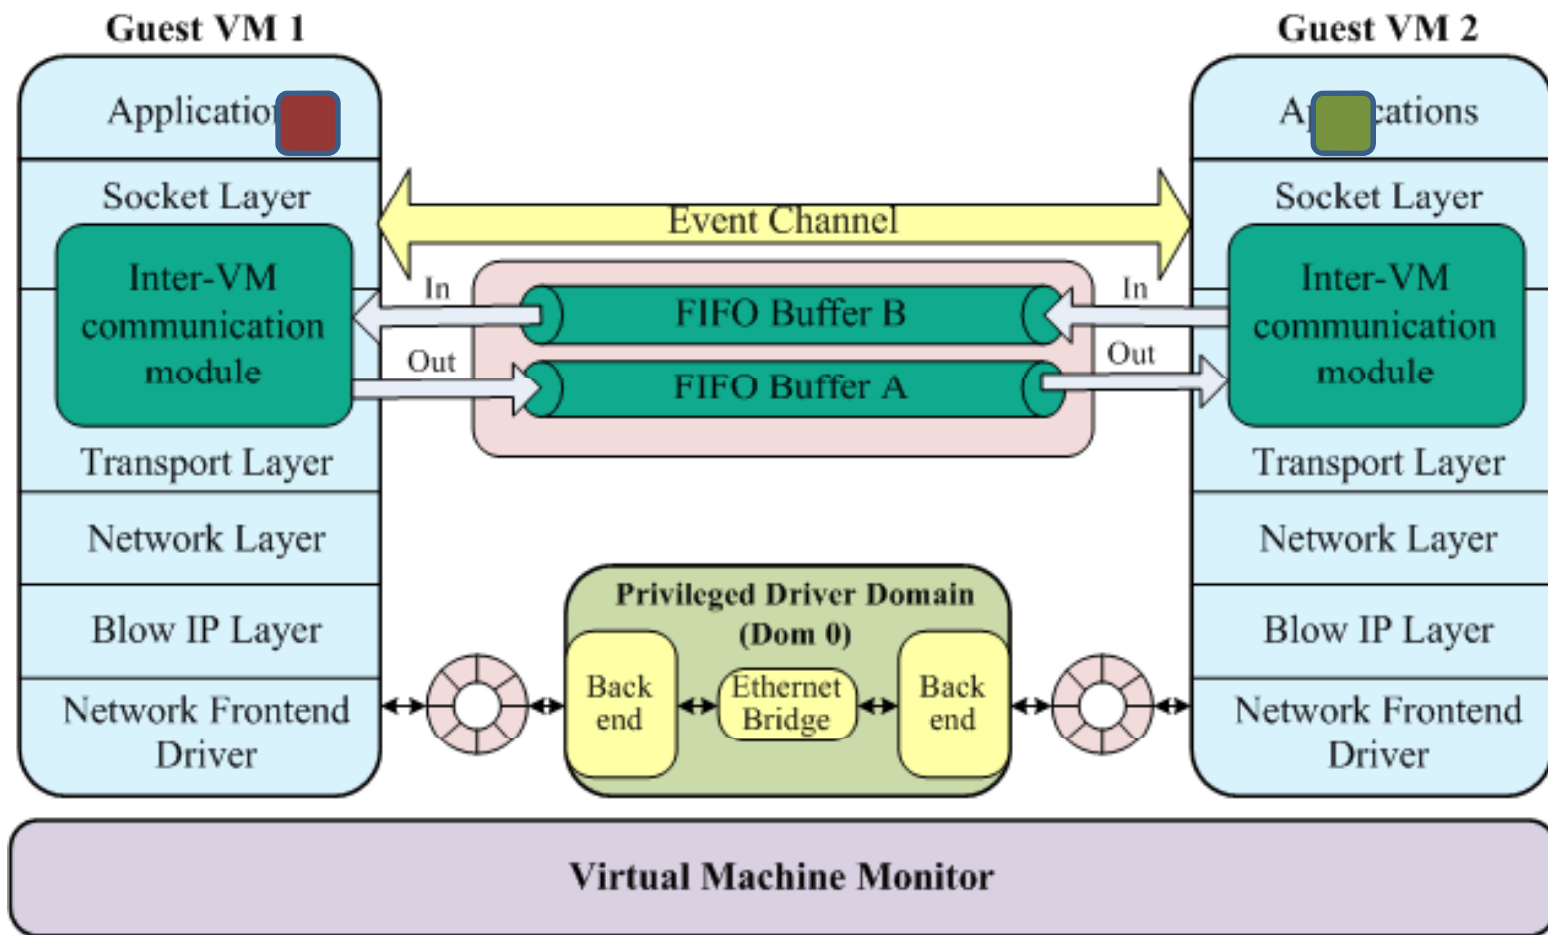 Guest VM 1
Applicatio
Socket Layer
Inter-VM
communication
module
Transport Layer
Network Layer
Blow IP Layer
Network Frontend
Driver
Event Channel
In
FIFO Buffer B
In
Out
FIFO Buffer A
Out
Privileged Driver Domain
(Dom 0)
Back
end
Ethernet
Bridge
Back
end
Guest VM 2
A cations
Socket Layer
Inter-VM
communication
module
Transport Layer
Network Layer
Blow IP Layer
Network Frontend
Driver
Virtual Machine Monitor